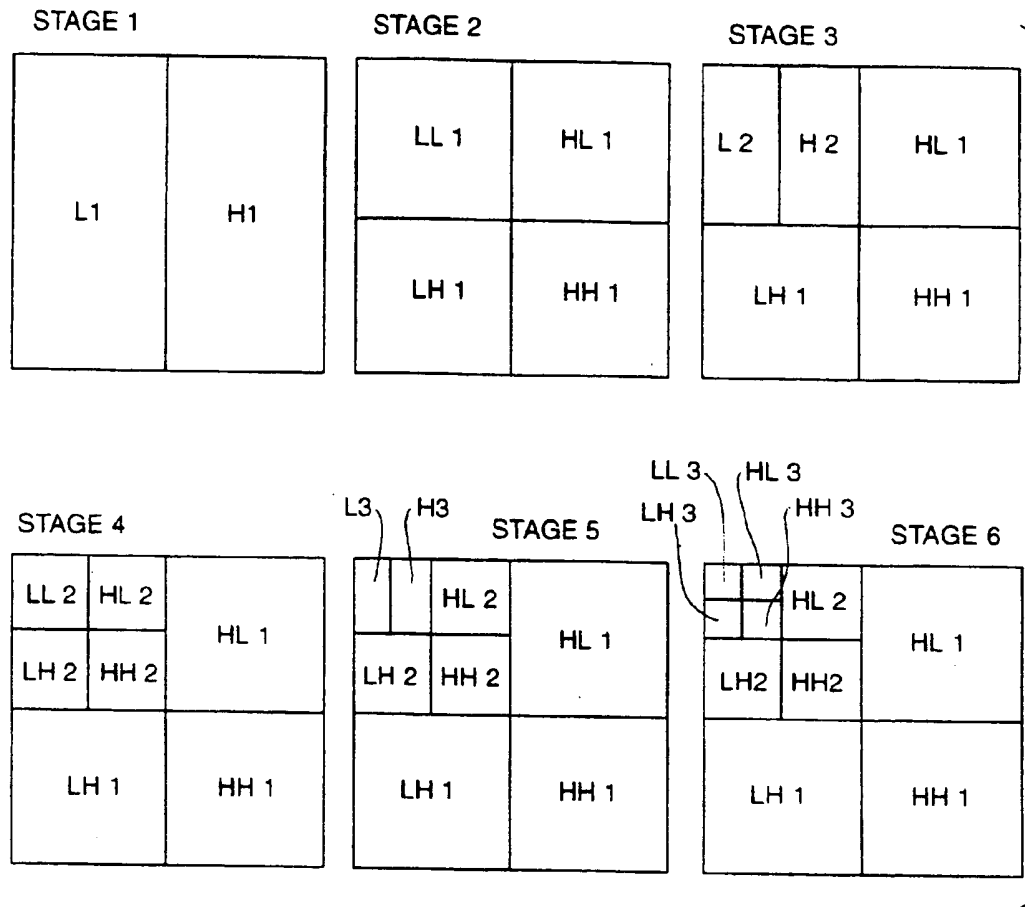 STAGE 1
L1 H1
STAGE 2
LL 1 HL 1
LH 1 HH 1
STAGE 3
L 2 H 2 HL 1
LH 1 HH 1
STAGE 4
LL 2 HL 2
HL 1
LH 2 HH 2
LH 1 HH 1
L3 H3
STAGE 5
HL 2
HL 1
LH 2 HH 2
LH 1 HH 1
LL 3 HL 3
LH 3 HH 3
STAGE 6
HL 2
HL 1
LH2 HH2
LH 1 HH 1